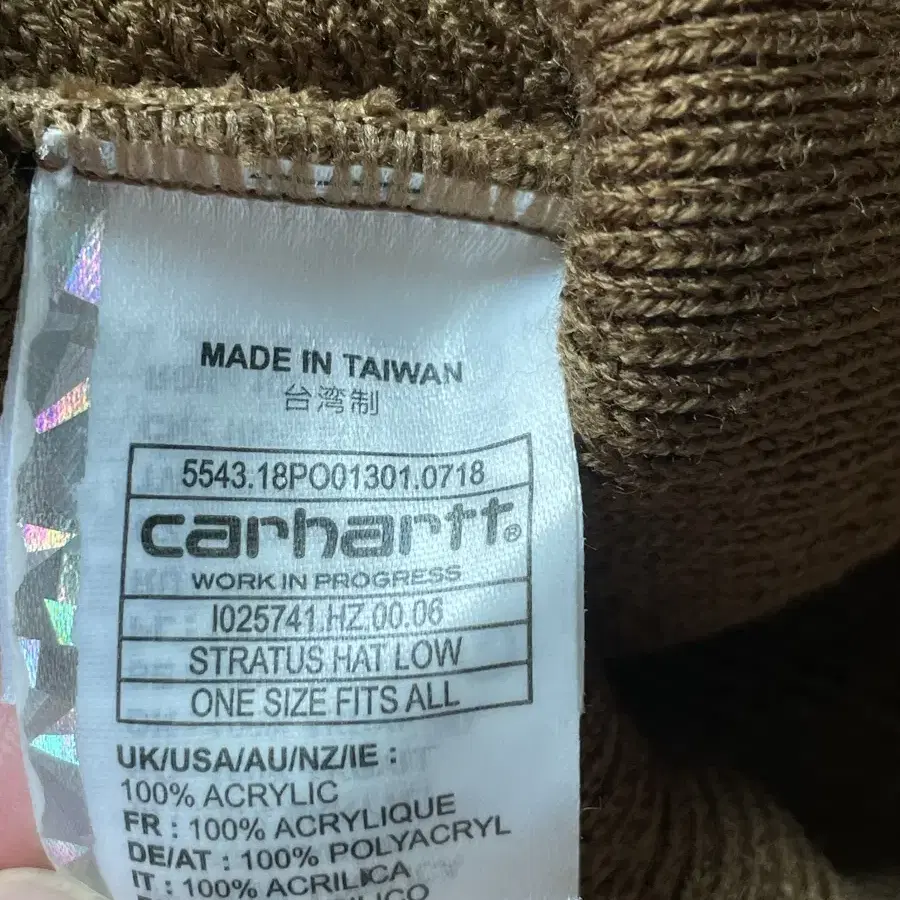 MADE IN TAIWAN
台湾制
5543.18PO01301.0718
carhartt®
WORK IN PROGRESS
I025741.HZ.00.06
STRATUS HAT LOW
ONE SIZE FITS ALL
UK/USA/AU/NZ/IE :
100% ACRYLIC
FR : 100% ACRYLIQUE
DE/AT : 100% POLYACRYL
IT : 100% ACRILICA